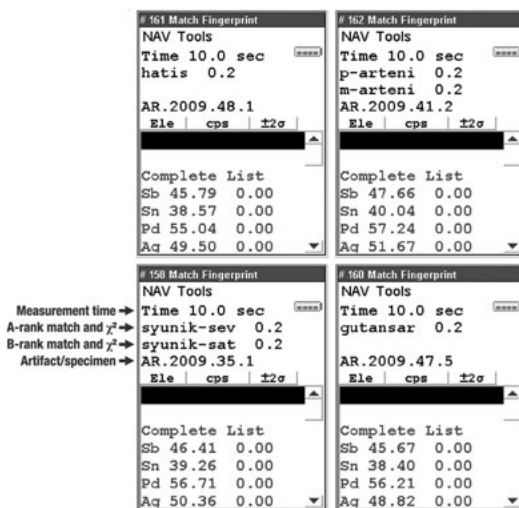 # 161 Match Fingerprint
NAV Tools
Time 10.0 sec
hatis 0.2
AR.2009.48.1
Ele cps ±2σ
Complete List
Sb 45.79 0.00
Sn 38.57 0.00
Pd 55.04 0.00
Ag 49.50 0.00
# 162 Match Fingerprint
NAV Tools
Time 10.0 sec
p-arteni 0.2
m-arteni 0.2
AR.2009.41.2
Ele cps ±2σ
Complete List
Sb 47.66 0.00
Sn 40.04 0.00
Pd 57.24 0.00
Ag 51.67 0.00
Measurement time
A-rank match and χ²
B-rank match and χ²
Artifact/specimen
# 158 Match Fingerprint
NAV Tools
Time 10.0 sec
syunik-sev 0.2
syunik-sat 0.2
AR.2009.35.1
Ele cps ±2σ
Complete List
Sb 46.41 0.00
Sn 39.26 0.00
Pd 56.71 0.00
Ag 50.36 0.00
# 160 Match Fingerprint
NAV Tools
Time 10.0 sec
gutansar 0.2
AR.2009.47.5
Ele cps ±2σ
Complete List
Sb 45.67 0.00
Sn 38.40 0.00
Pd 56.21 0.00
Ag 48.82 0.00